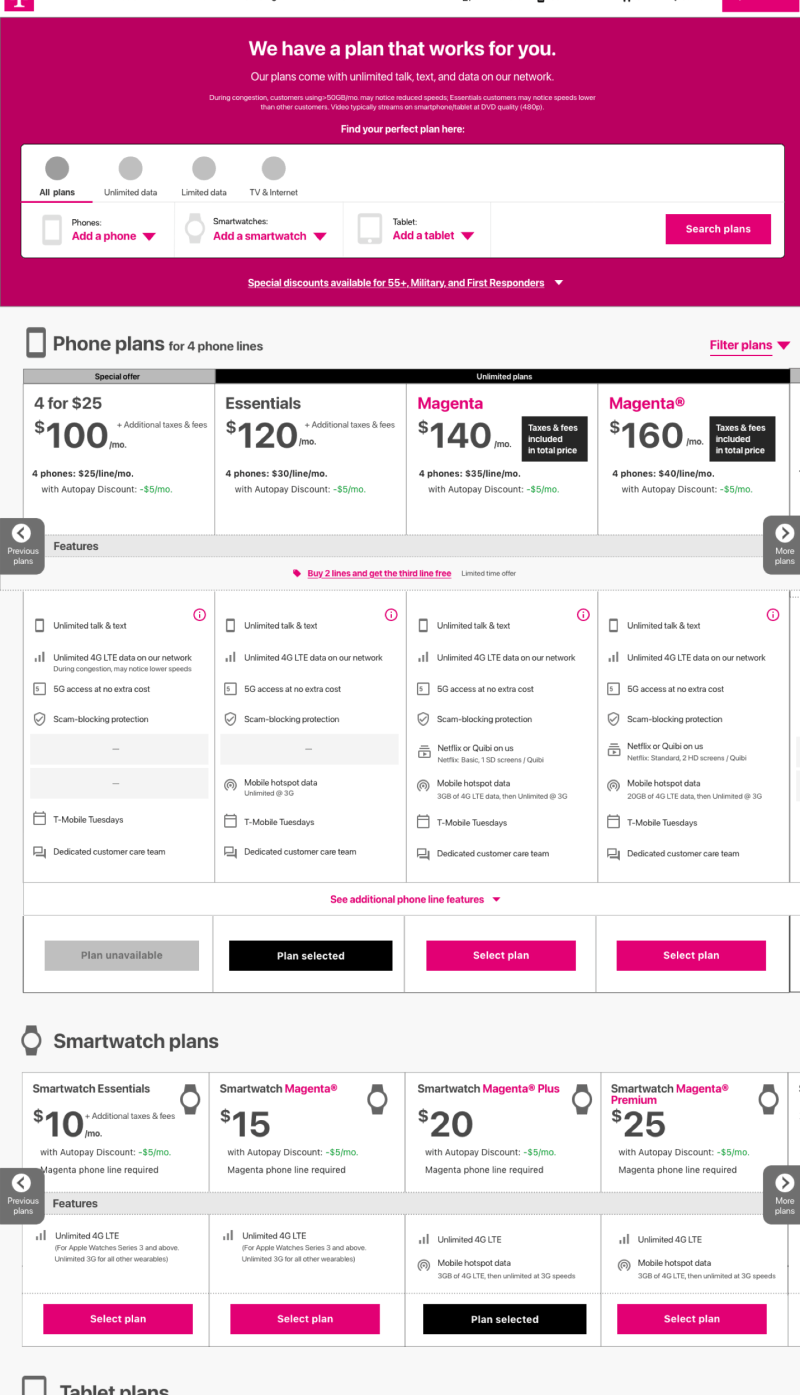 We have a plan that works for you.
Our plans come with unlimited talk, text, and data on our network.
During congestion, customers using>50GB/mo. may notice reduced speeds; Essentials customers may notice speeds lower
than other customers. Video typically streams on smartphone/tablet at DVD quality (480p).
Find your perfect plan here:
All plans Unlimited data Limited data TV & Internet
Phones: Smartwatches: Tablet:
Add a phone Add a smartwatch Add a tablet Search plans
Special discounts available for 55+, Military, and First Responders
Phone plans for 4 phone lines Filter plans
Special offer Unlimited plans
4 for $25 Essentials Magenta Magenta®
$100/mo. + Additional taxes & fees $120/mo. + Additional taxes & fees $140/mo. Taxes & fees included in total price $160/mo. Taxes & fees included in total price
4 phones: $25/line/mo. 4 phones: $30/line/mo. 4 phones: $35/line/mo. 4 phones: $40/line/mo.
with Autopay Discount: -$5/mo. with Autopay Discount: -$5/mo. with Autopay Discount: -$5/mo. with Autopay Discount: -$5/mo.
Previous plans More plans
Features
Buy 2 lines and get the third line free Limited time offer
Unlimited talk & text Unlimited talk & text Unlimited talk & text Unlimited talk & text
Unlimited 4G LTE data on our network Unlimited 4G LTE data on our network Unlimited 4G LTE data on our network Unlimited 4G LTE data on our network
During congestion, may notice lower speeds
5G access at no extra cost 5G access at no extra cost 5G access at no extra cost 5G access at no extra cost
Scam-blocking protection Scam-blocking protection Scam-blocking protection Scam-blocking protection
— — Netflix or Quibi on us Netflix or Quibi on us
Netflix: Basic, 1 SD screens / Quibi Netflix: Standard, 2 HD screens / Quibi
— Mobile hotspot data Mobile hotspot data Mobile hotspot data
Unlimited @ 3G 3GB of 4G LTE data, then Unlimited @ 3G 20GB of 4G LTE data, then Unlimited @ 3G
T-Mobile Tuesdays T-Mobile Tuesdays T-Mobile Tuesdays T-Mobile Tuesdays
Dedicated customer care team Dedicated customer care team Dedicated customer care team Dedicated customer care team
See additional phone line features
Plan unavailable Plan selected Select plan Select plan
Smartwatch plans
Smartwatch Essentials Smartwatch Magenta® Smartwatch Magenta® Plus Smartwatch Magenta® Premium
$10/mo. + Additional taxes & fees $15 $20 $25
with Autopay Discount: -$5/mo. with Autopay Discount: -$5/mo. with Autopay Discount: -$5/mo. with Autopay Discount: -$5/mo.
Magenta phone line required Magenta phone line required Magenta phone line required Magenta phone line required
Previous plans More plans
Features
Unlimited 4G LTE Unlimited 4G LTE Unlimited 4G LTE Unlimited 4G LTE
(For Apple Watches Series 3 and above. (For Apple Watches Series 3 and above. Mobile hotspot data Mobile hotspot data
Unlimited 3G for all other wearables) Unlimited 3G for all other wearables) 3GB of 4G LTE, then unlimited at 3G speeds 3GB of 4G LTE, then unlimited at 3G speeds
Select plan Select plan Plan selected Select plan
Tablet plans